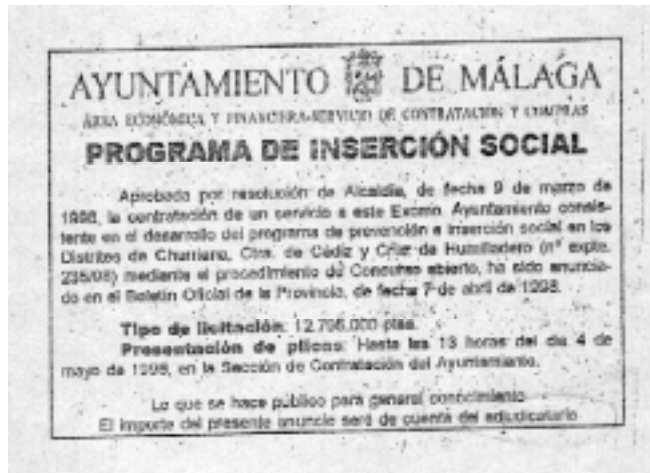 AYUNTAMIENTO DE MÁLAGA
ÁREA ECONÓMICA Y FINANCIERA-SERVICIO DE CONTRATACIÓN Y COMPRAS
PROGRAMA DE INSERCIÓN SOCIAL
Aprobada por resolución de Alcaldía, de fecha 9 de marzo de
1998, la contratación de un servicio a este Excmo. Ayuntamiento consis-
tente en el desarrollo del programa de prevención e inserción social en los
Distritos de Churriana, Ctra. de Cádiz y Cruz de Humilladero (nº expte.
235/98) mediante el procedimiento de Concurso abierto, ha sido anuncia-
do en el Boletín Oficial de la Provincia, de fecha 7 de abril de 1998.
Tipo de licitación: 12.796.000 ptas.
Presentación de plicas: Hasta las 13 horas del día 4 de
mayo de 1998, en la Sección de Contratación del Ayuntamiento.
Lo que se hace público para general conocimiento
El importe del presente anuncio será de cuenta del adjudicatario